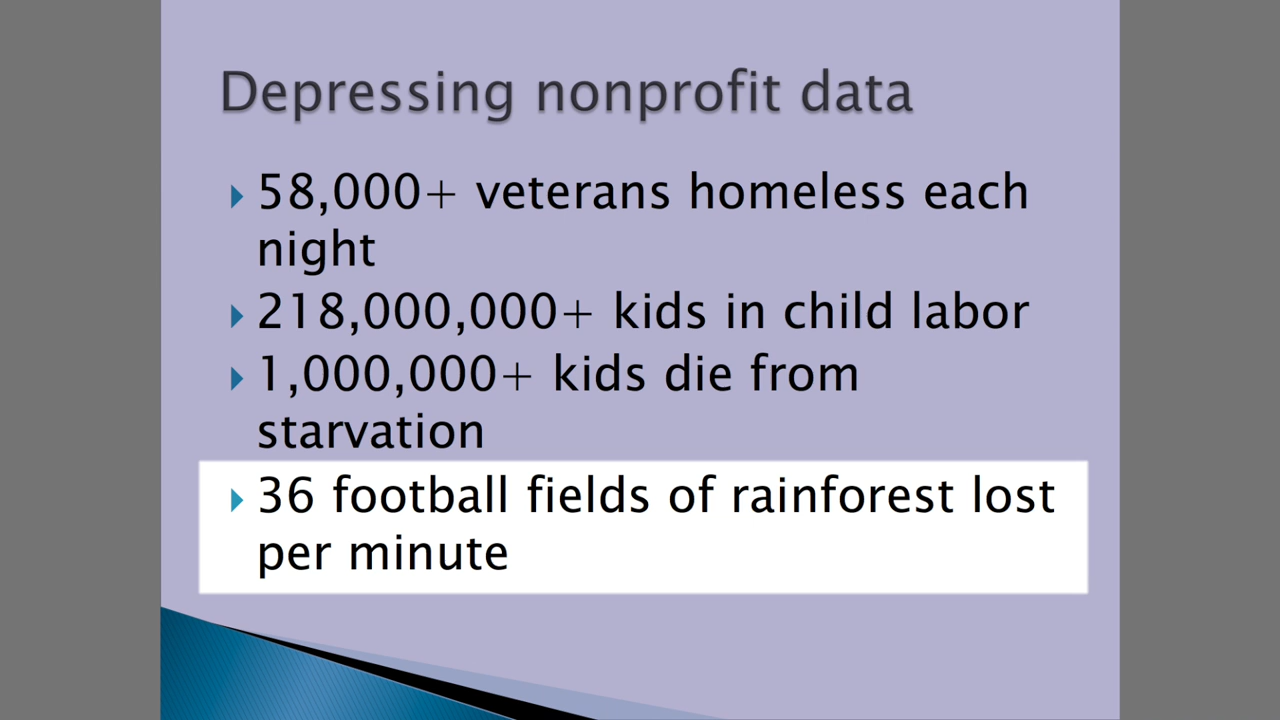 Depressing nonprofit data
58,000+ veterans homeless each
night
218,000,000+ kids in child labor
1,000,000+ kids die from
starvation
36 football fields of rainforest lost
per minute